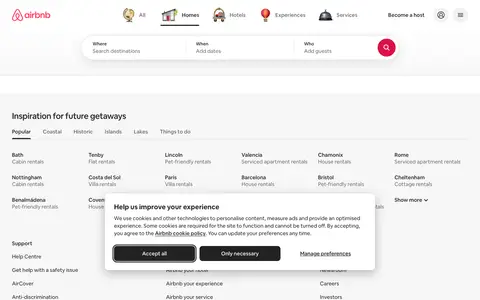 airbnb
All
Homes
Hotels
Experiences
Services
Become a host
Where
Search destinations
When
Add dates
Who
Add guests
Inspiration for future getaways
Popular
Coastal
Historic
Islands
Lakes
Things to do
Bath
Cabin rentals
Tenby
Flat rentals
Lincoln
Pet-friendly rentals
Valencia
Serviced apartment rentals
Chamonix
House rentals
Rome
Serviced apartment rentals
Nottingham
Cabin rentals
Costa del Sol
Villa rentals
Paris
Villa rentals
Barcelona
House rentals
Bristol
Pet-friendly rentals
Cheltenham
Cottage rentals
Benalmádena
Pet-friendly rentals
Show more
Help us improve your experience
We use cookies and other technologies to personalise content, measure ads and provide an optimised
experience. Some cookies are required for the site to function and cannot be turned off. By accepting,
you agree to the Airbnb cookie policy. You can update your preferences any time.
Accept all
Only necessary
Manage preferences
Support
Help Centre
Get help with a safety issue
AirCover
Airbnb your experience
Careers
Anti-discrimination
Airbnb your service
Investors